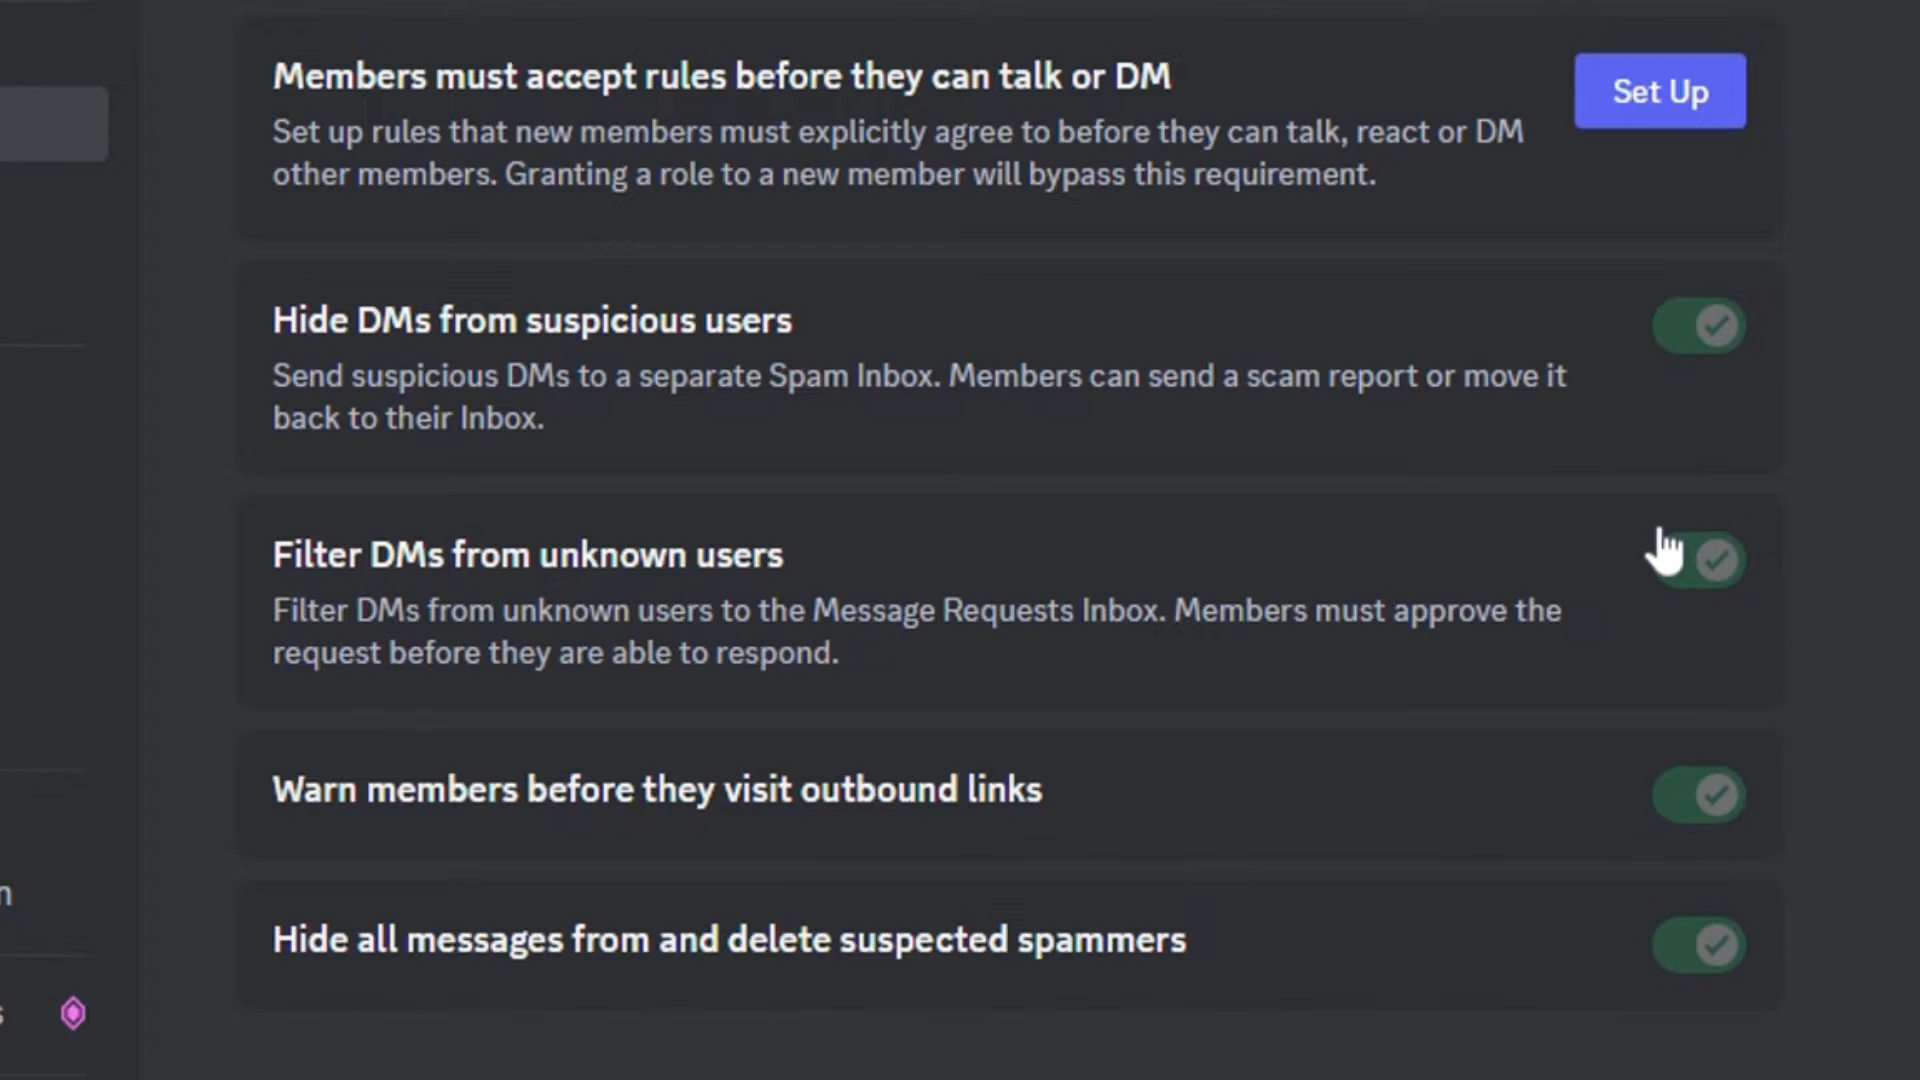 Members must accept rules before they can talk or DM
Set Up
Set up rules that new members must explicitly agree to before they can talk, react or DM
other members. Granting a role to a new member will bypass this requirement.
Hide DMs from suspicious users
Send suspicious DMs to a separate Spam Inbox. Members can send a scam report or move it
back to their Inbox.
Filter DMs from unknown users
Filter DMs from unknown users to the Message Requests Inbox. Members must approve the
request before they are able to respond.
Warn members before they visit outbound links
n
Hide all messages from and delete suspected spammers
s